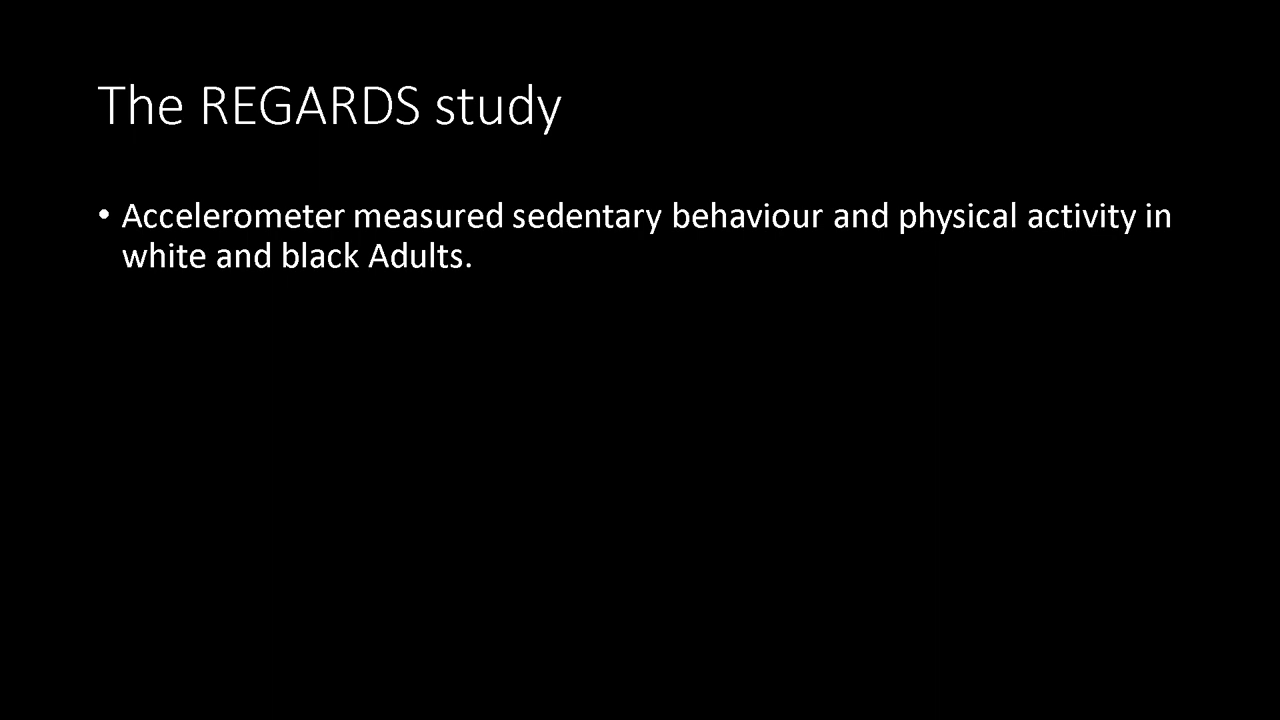 The REGARDS study
• Accelerometer measured sedentary behaviour and physical activity in
white and black Adults.